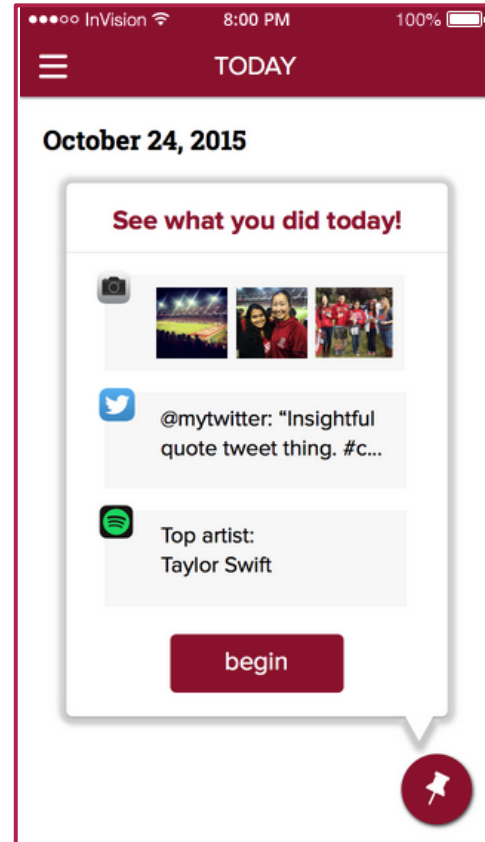 ●●●○○ InVision 8:00 PM 100%
TODAY
October 24, 2015
See what you did today!
@mytwitter: “Insightful
quote tweet thing. #c...
Top artist:
Taylor Swift
begin